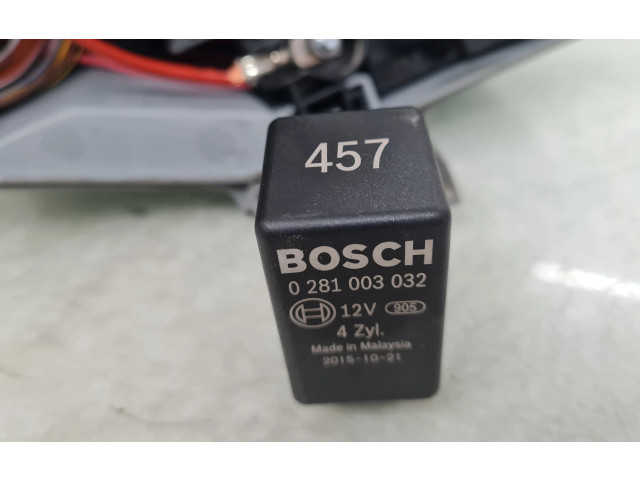 457
BOSCH
0 281 003 032
12V 905
4 Zyl.
Made in Malaysia
2015-10-21